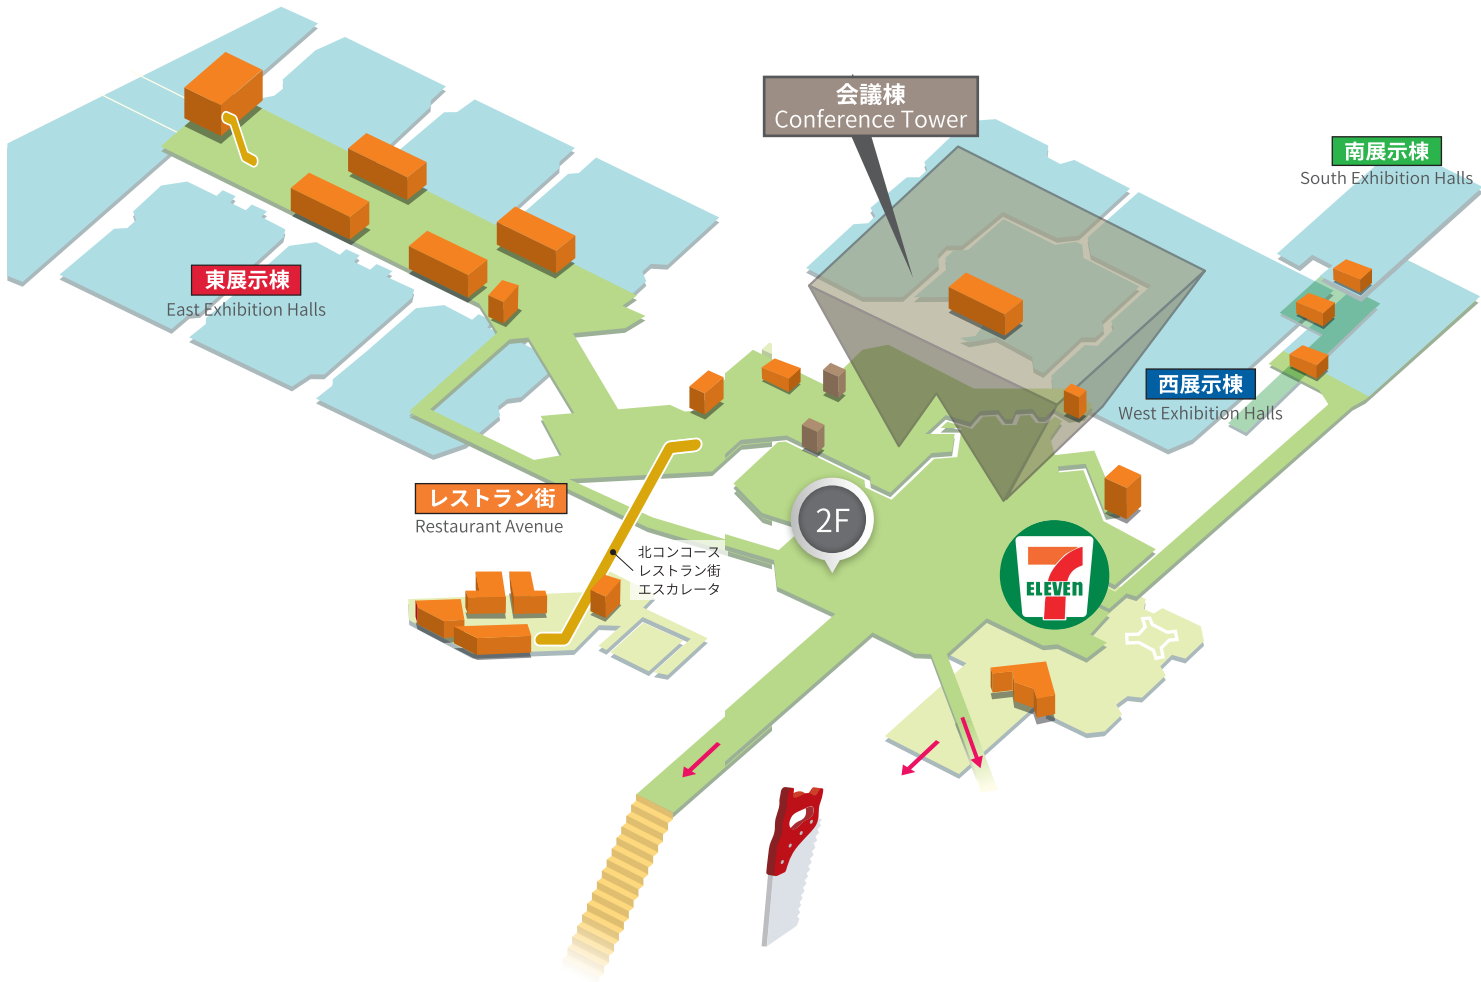 会議棟
Conference Tower
南展示棟
South Exhibition Halls
東展示棟
East Exhibition Halls
西展示棟
West Exhibition Halls
レストラン街
Restaurant Avenue
2F
北コンコース
レストラン街
エスカレータ
7
ELEVEn